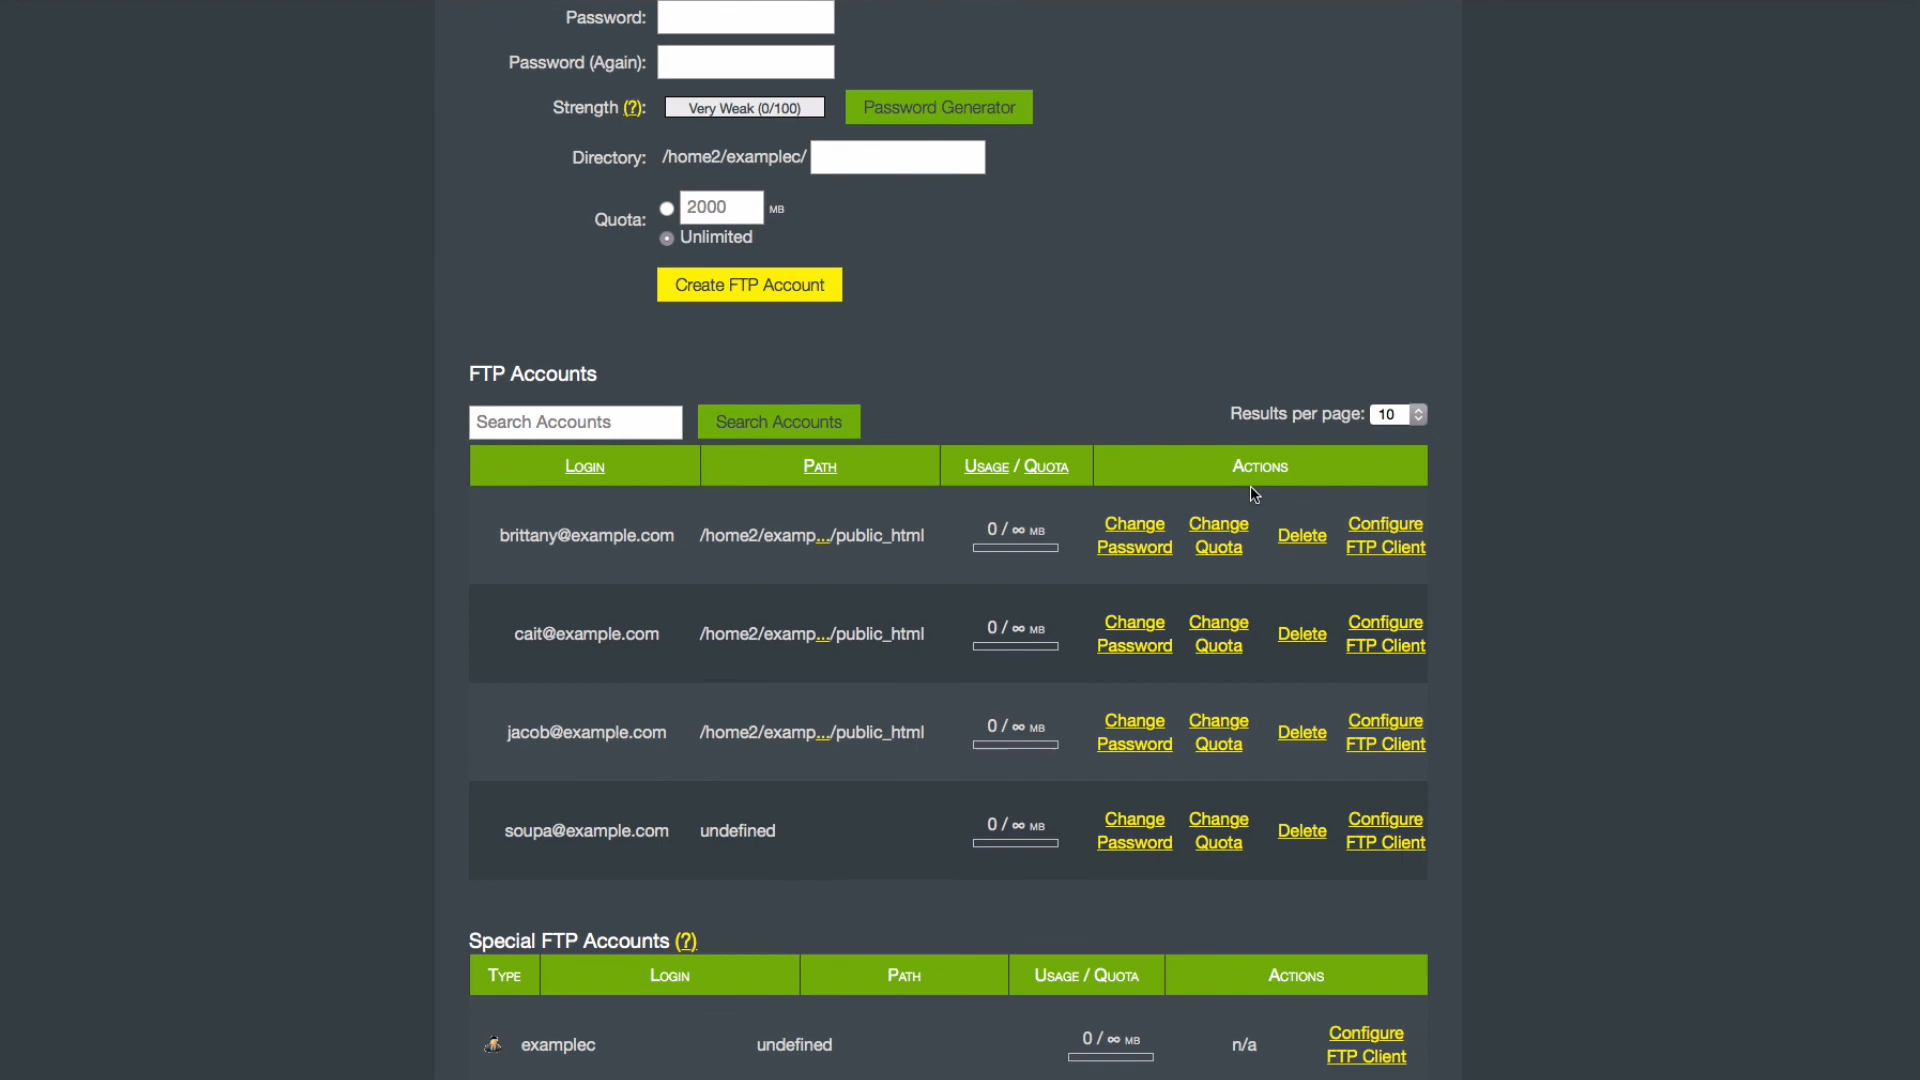 Password:
Password (Again):
Strength (?): Very Weak (0/100) Password Generator
Directory: /home2/examplec/
Quota: 2000 MB
Unlimited
Create FTP Account
FTP Accounts
Search Accounts Search Accounts Results per page: 10
LOGIN PATH USAGE / QUOTA ACTIONS
brittany@example.com /home2/examp.../public_html 0 / ∞ MB Change Password Change Quota Delete Configure FTP Client
cait@example.com /home2/examp.../public_html 0 / ∞ MB Change Password Change Quota Delete Configure FTP Client
jacob@example.com /home2/examp.../public_html 0 / ∞ MB Change Password Change Quota Delete Configure FTP Client
soupa@example.com undefined 0 / ∞ MB Change Password Change Quota Delete Configure FTP Client
Special FTP Accounts (?)
TYPE LOGIN PATH USAGE / QUOTA ACTIONS
examplec undefined 0 / ∞ MB n/a Configure FTP Client